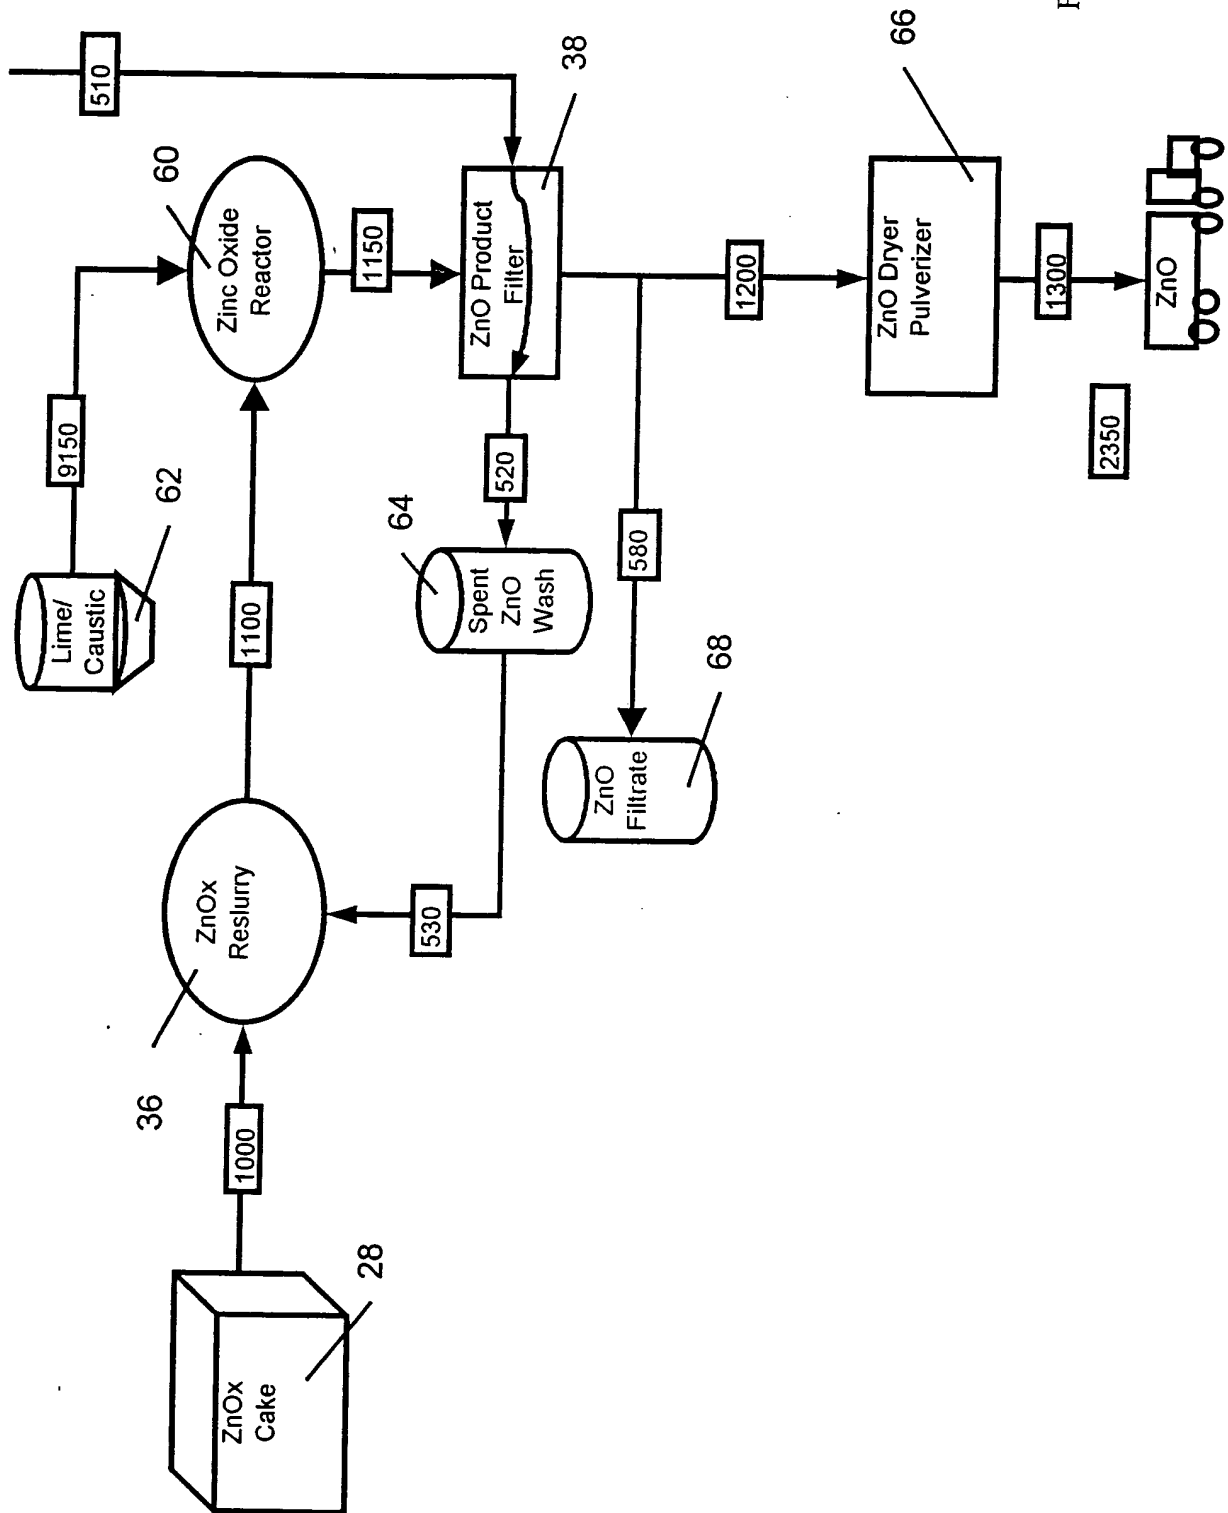 510
60
38
66
Zinc Oxide
Reactor
9150
62
Lime/
Caustic
1150
ZnO Product
Filter
1100
520
64
Spent
ZnO
Wash
1200
ZnO Dryer
Pulverizer
1300
ZnO
2350
580
68
ZnO
Filtrate
ZnOx
Reslurry
530
36
1000
28
ZnOx
Cake